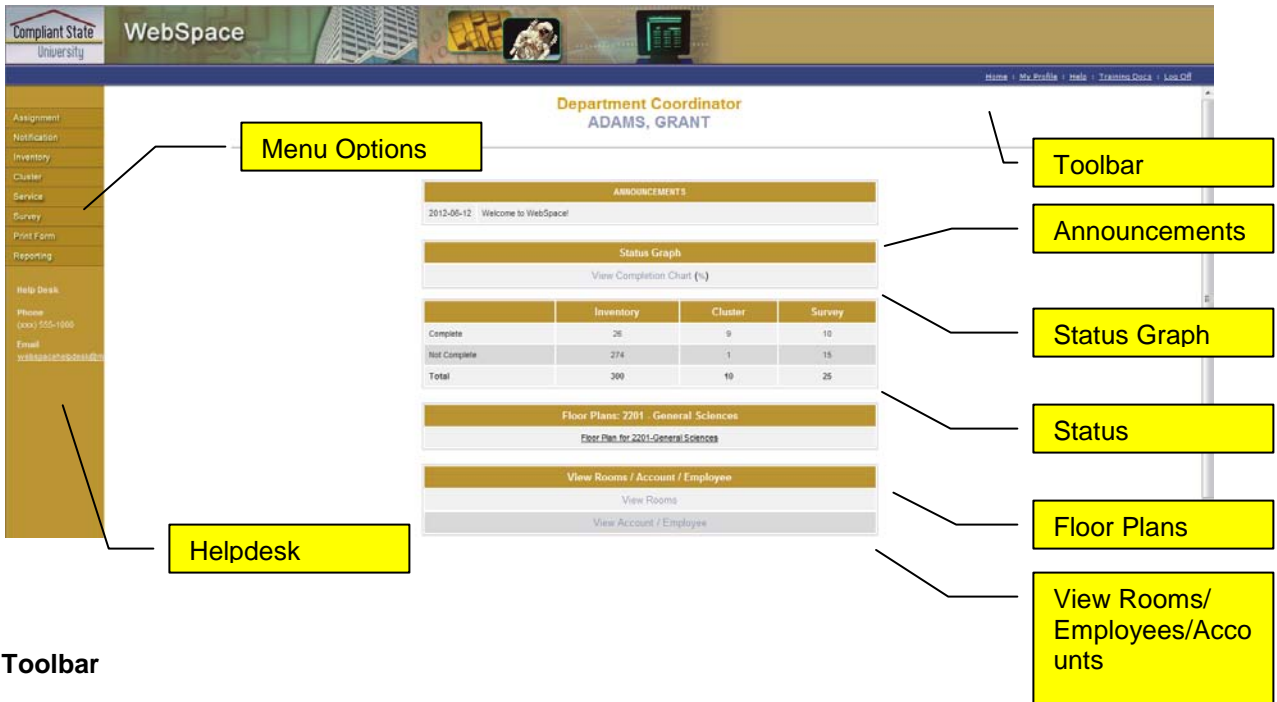 Compliant State
University
WebSpace
Home | My Profile | Help | Training Docs | Log Off
Assignment
Notification
Inventory
Cluster
Service
Survey
Print Form
Reporting
Help Desk
Phone
(xxx) 555-1000
Email
Department Coordinator
ADAMS, GRANT
ANNOUNCEMENTS
2012-06-12 Welcome to WebSpace!
Status Graph
View Completion Chart (%)
Inventory Cluster Survey
Complete 26 9 10
Not Complete 274 1 15
Total 300 10 25
Floor Plans: 2201 - General Sciences
Floor Plan for 2201-General Sciences
View Rooms / Account / Employee
View Rooms
View Account / Employee
Menu Options
Helpdesk
Toolbar
Announcements
Status Graph
Status
Floor Plans
View Rooms/
Employees/Acco
unts
Toolbar